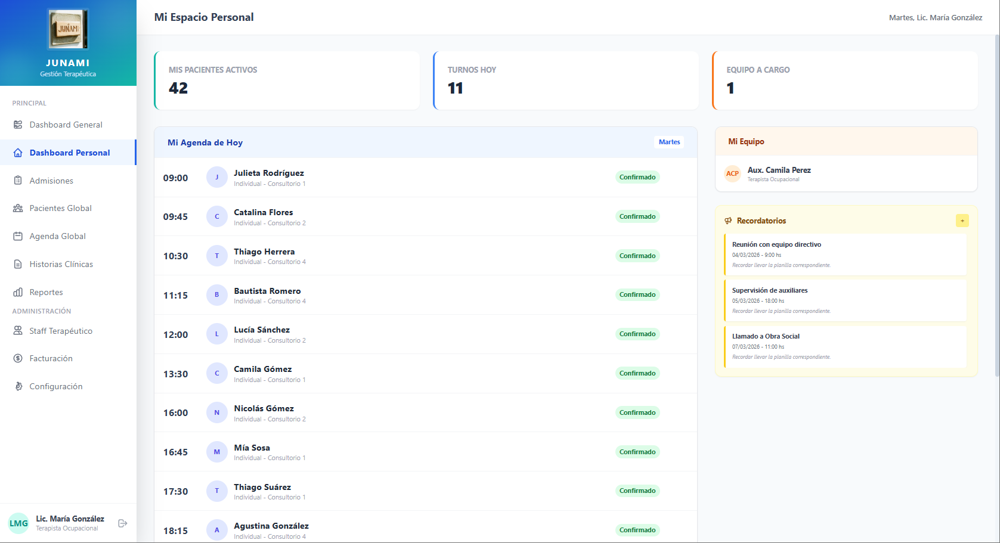 JUNAMI
JUNAMI
Gestión Terapéutica
PRINCIPAL
Dashboard General
Dashboard Personal
Admisiones
Pacientes Global
Agenda Global
Historias Clínicas
Reportes
ADMINISTRACIÓN
Staff Terapéutico
Facturación
Configuración
LMG
Lic. María González
Terapista Ocupacional
Mi Espacio Personal
Martes, Lic. María González
MIS PACIENTES ACTIVOS
42
TURNOS HOY
11
EQUIPO A CARGO
1
Mi Agenda de Hoy
Martes
09:00 J Julieta Rodríguez Confirmado
Individual - Consultorio 1
09:45 C Catalina Flores Confirmado
Individual - Consultorio 2
10:30 T Thiago Herrera Confirmado
Individual - Consultorio 4
11:15 B Bautista Romero Confirmado
Individual - Consultorio 4
12:00 L Lucía Sánchez Confirmado
Individual - Consultorio 2
13:30 C Camila Gómez Confirmado
Individual - Consultorio 1
16:00 N Nicolás Gómez Confirmado
Individual - Consultorio 2
16:45 M Mía Sosa Confirmado
Individual - Consultorio 1
17:30 T Thiago Suárez Confirmado
Individual - Consultorio 1
18:15 A Agustina González Confirmado
Individual - Consultorio 4
Mi Equipo
ACP
Aux. Camila Perez
Terapista Ocupacional
Recordatorios
+
Reunión con equipo directivo
04/03/2026 - 9:00 hs
Recordar llevar la planilla correspondiente.
Supervisión de auxiliares
05/03/2026 - 18:00 hs
Recordar llevar la planilla correspondiente.
Llamado a Obra Social
07/03/2026 - 11:00 hs
Recordar llevar la planilla correspondiente.